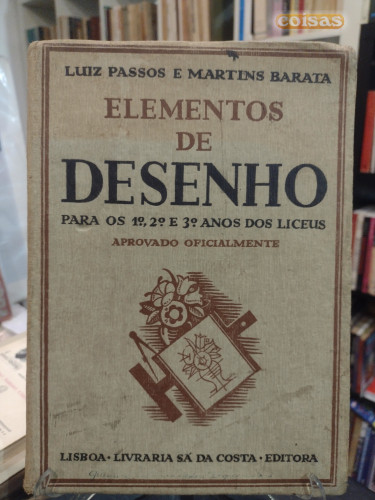 coisas
LUIZ PASSOS E MARTINS BARATA
ELEMENTOS
DE
DESENHO
PARA OS 1º, 2º E 3º ANOS DOS LICEUS
APROVADO OFICIALMENTE
LISBOA · LIVRARIA SÁ DA COSTA · EDITORA